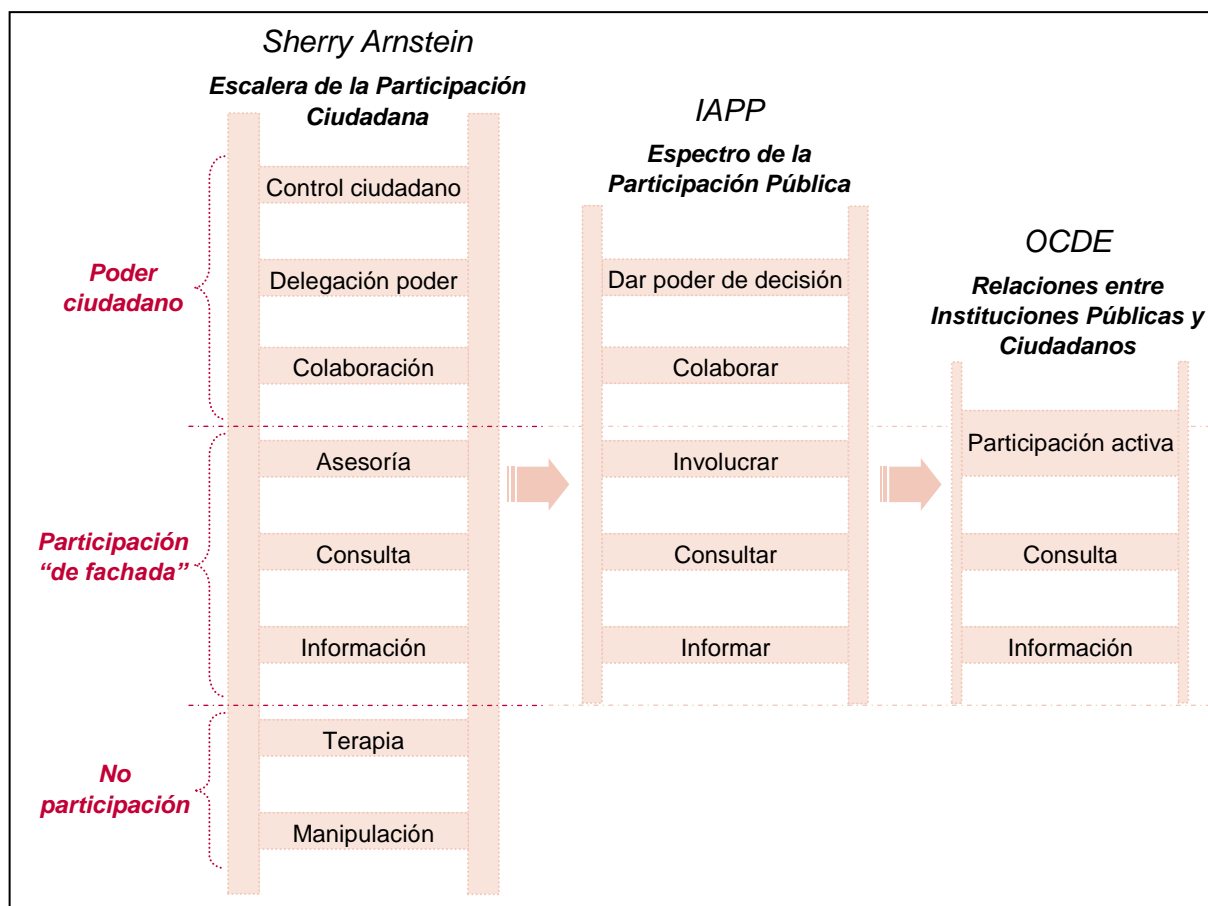 Sherry Arnstein
Escalera de la Participación
Ciudadana
Poder
ciudadano
Control ciudadano
Delegación poder
Colaboración
Participación
“de fachada”
Asesoría
Consulta
Información
No
participación
Terapia
Manipulación
IAPP
Espectro de la
Participación Pública
Dar poder de decisión
Colaborar
Involucrar
Consultar
Informar
OCDE
Relaciones entre
Instituciones Públicas y
Ciudadanos
Participación activa
Consulta
Información